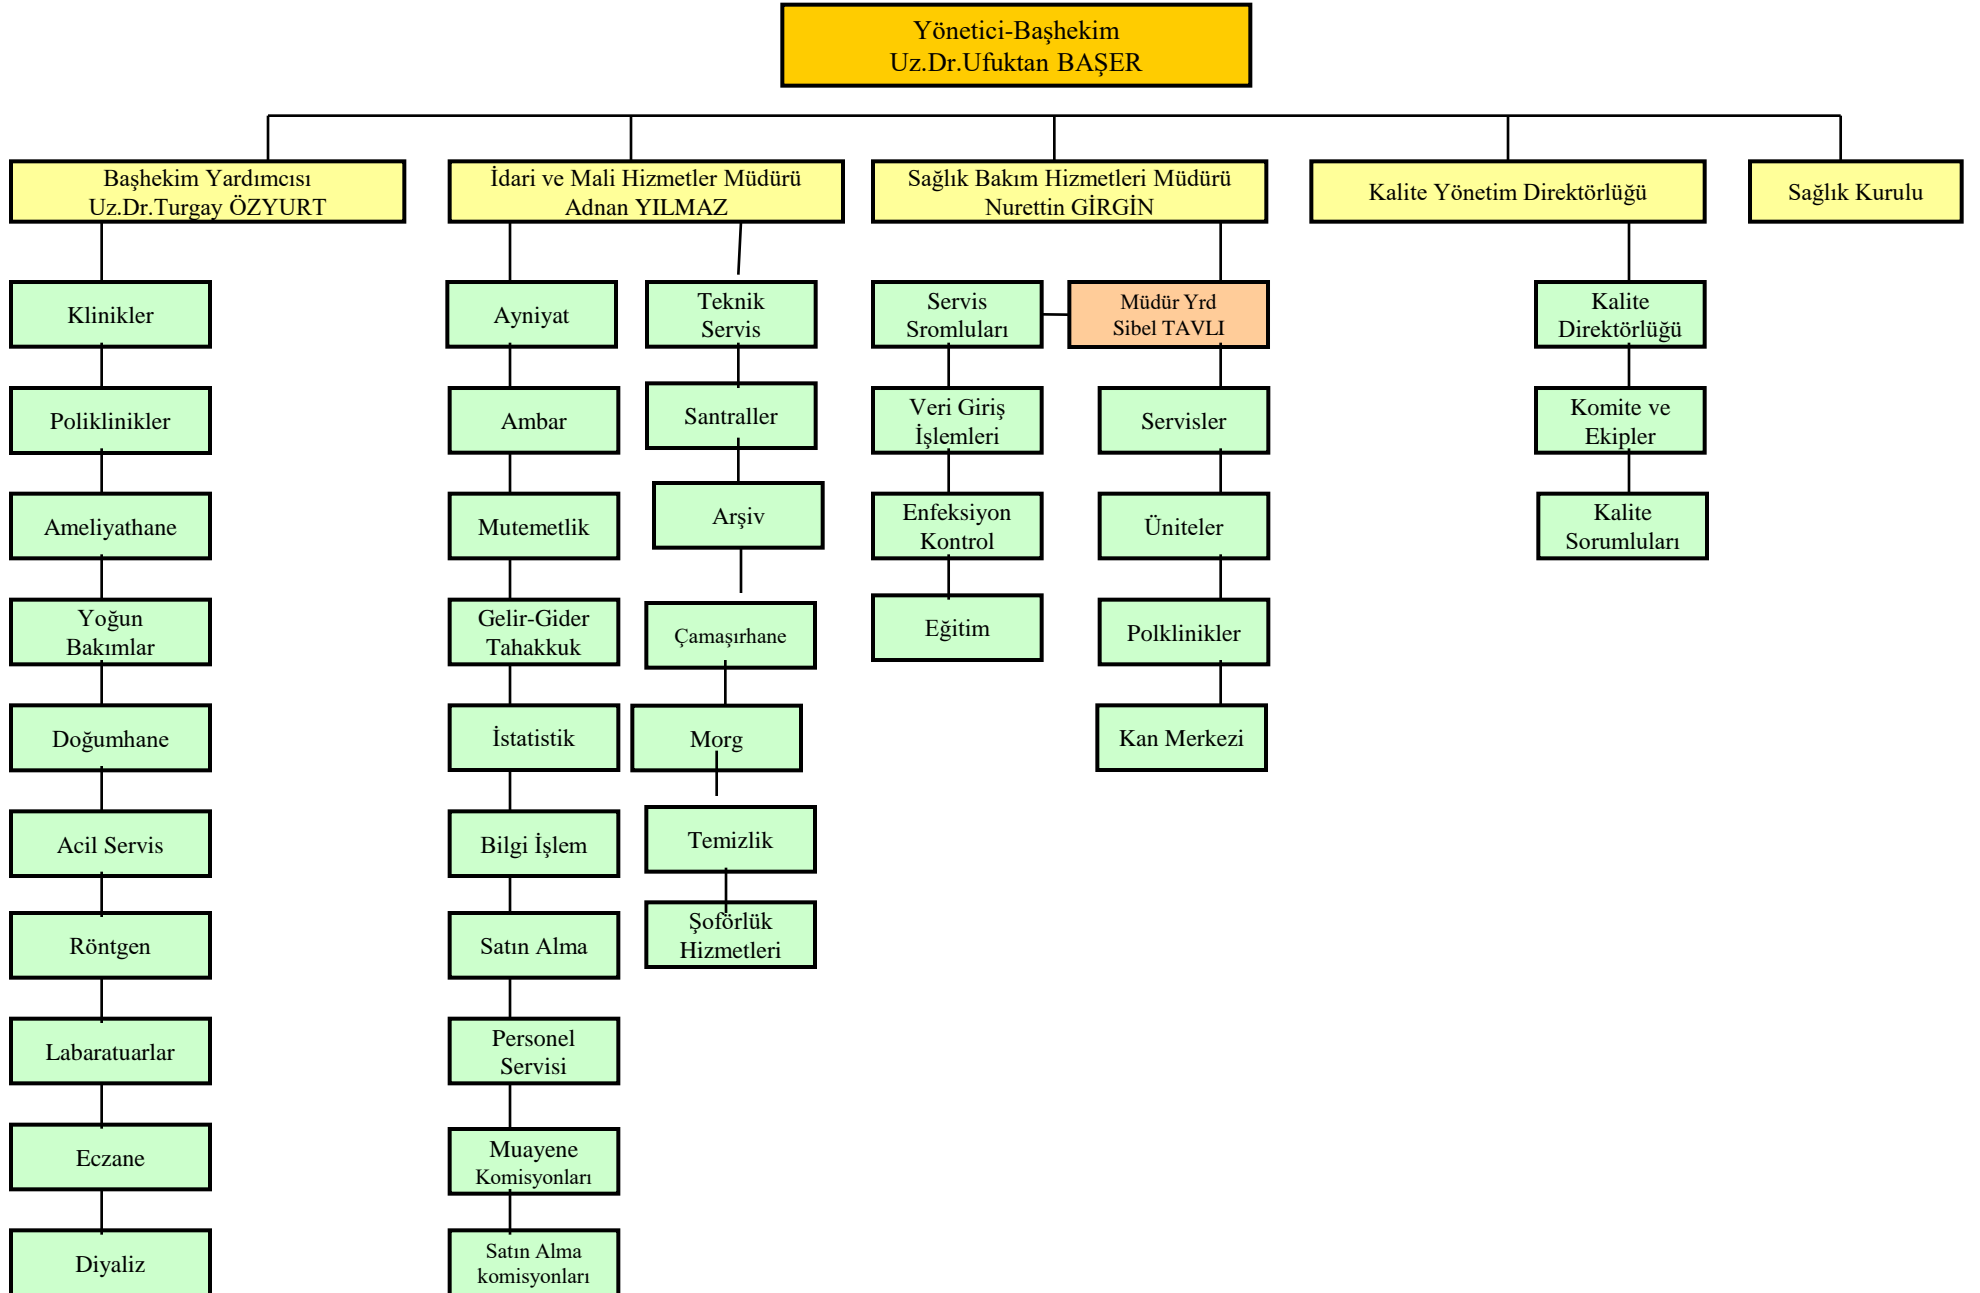 Yönetici-Başhekim
Uz.Dr.Ufuktan BAŞER
Başhekim Yardımcısı
Uz.Dr.Turgay ÖZYURT
İdari ve Mali Hizmetler Müdürü
Adnan YILMAZ
Sağlık Bakım Hizmetleri Müdürü
Nurettin GİRGİN
Kalite Yönetim Direktörlüğü
Sağlık Kurulu
Klinikler
Poliklinikler
Ameliyathane
Yoğun
Bakımlar
Doğumhane
Acil Servis
Röntgen
Labaratuarlar
Eczane
Diyaliz
Ayniyat
Ambar
Mutemetlik
Gelir-Gider
Tahakkuk
İstatistik
Bilgi İşlem
Satın Alma
Personel
Servisi
Muayene
Komisyonları
Satın Alma
komisyonları
Teknik
Servis
Santraller
Arşiv
Çamaşırhane
Morg
Temizlik
Şoförlük
Hizmetleri
Servis
Sromluları
Veri Giriş
İşlemleri
Enfeksiyon
Kontrol
Eğitim
Müdür Yrd
Sibel TAVLI
Servisler
Üniteler
Polklinikler
Kan Merkezi
Kalite
Direktörlüğü
Komite ve
Ekipler
Kalite
Sorumluları